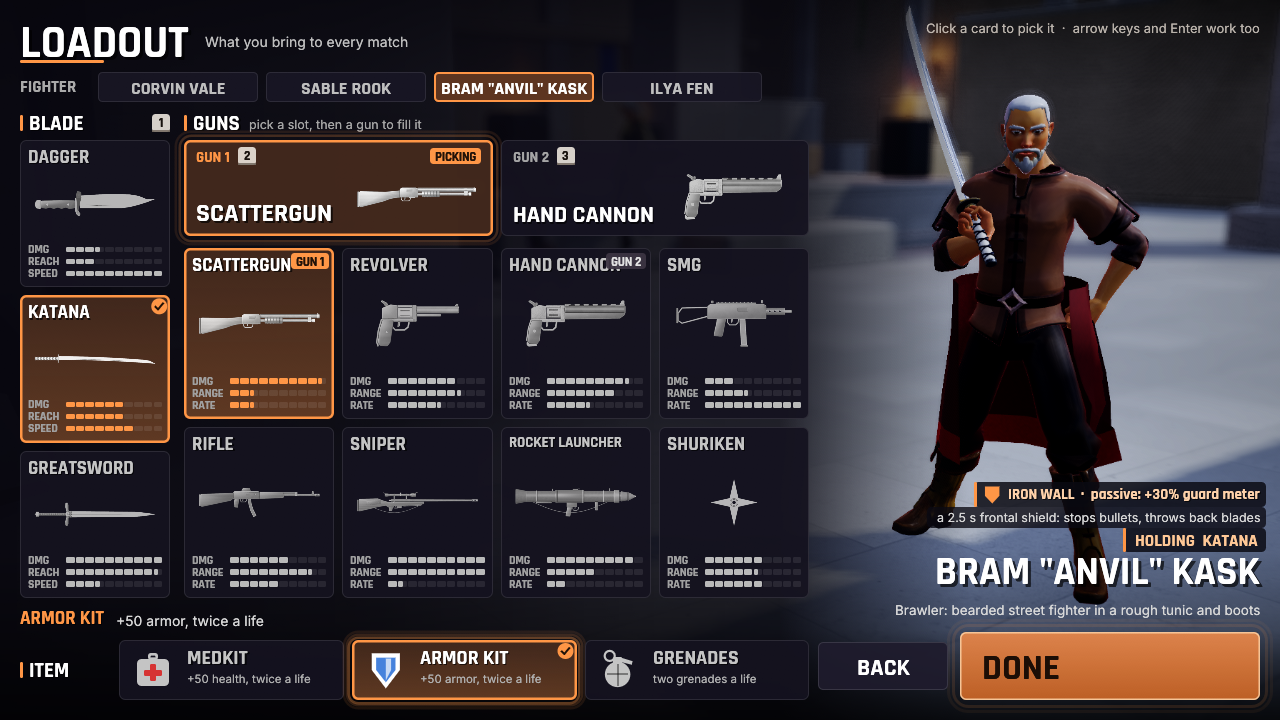 LOADOUT
What you bring to every match
Click a card to pick it · arrow keys and Enter work too
FIGHTER
CORVIN VALE
SABLE ROOK
BRAM "ANVIL" KASK
ILYA FEN
BLADE
1
GUNS
pick a slot, then a gun to fill it
DAGGER
DMG
REACH
SPEED
KATANA
DMG
REACH
SPEED
GREATSWORD
DMG
REACH
SPEED
GUN 1
2
PICKING
SCATTERGUN
GUN 2
3
HAND CANNON
SCATTERGUN
GUN 1
DMG
RANGE
RATE
REVOLVER
DMG
RANGE
RATE
HAND CANNON
GUN 2
DMG
RANGE
RATE
SMG
DMG
RANGE
RATE
RIFLE
DMG
RANGE
RATE
SNIPER
DMG
RANGE
RATE
ROCKET LAUNCHER
DMG
RANGE
RATE
SHURIKEN
DMG
RANGE
RATE
IRON WALL · passive: +30% guard meter
a 2.5 s frontal shield: stops bullets, throws back blades
HOLDING KATANA
BRAM "ANVIL" KASK
Brawler: bearded street fighter in a rough tunic and boots
ARMOR KIT
+50 armor, twice a life
ITEM
MEDKIT
+50 health, twice a life
ARMOR KIT
+50 armor, twice a life
GRENADES
two grenades a life
BACK
DONE